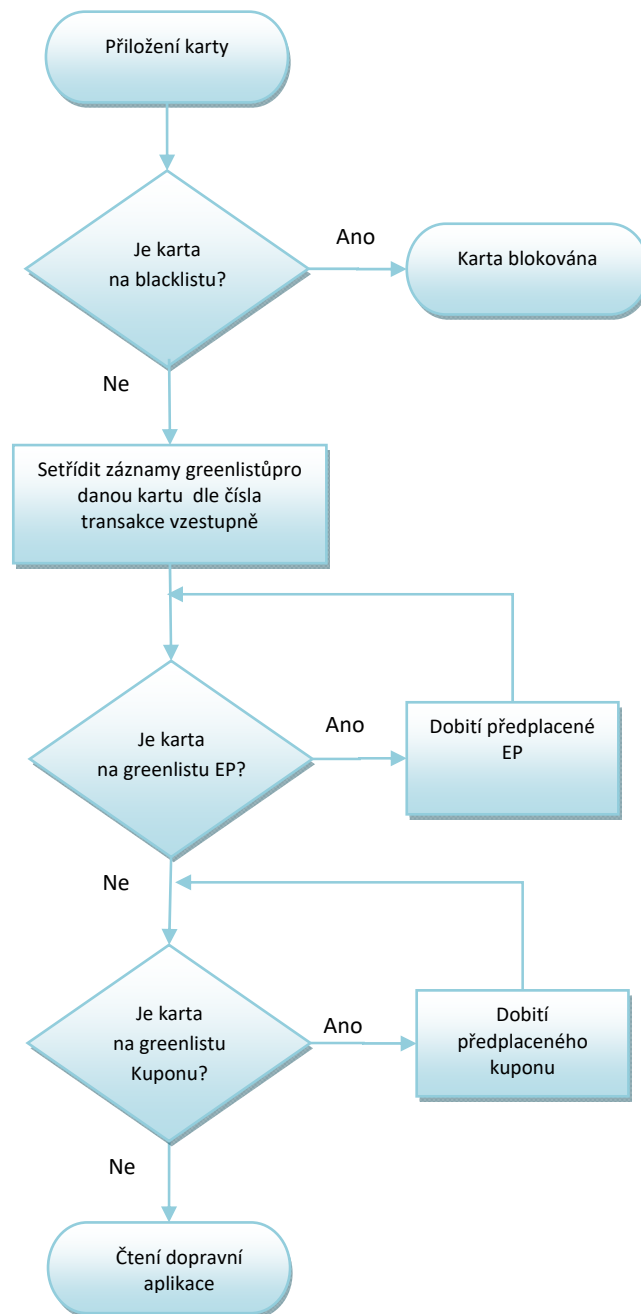 Přiložení karty
Je karta
na blacklistu?
Ano
Karta blokována
Ne
Setřídit záznamy greenlistůpro
danou kartu  dle čísla
transakce vzestupně
Je karta
na greenlistu EP?
Ano
Dobití předplacené
EP
Ne
Je karta
na greenlistu
Kuponu?
Ano
Dobití
předplaceného
kuponu
Ne
Čtení dopravní
aplikace